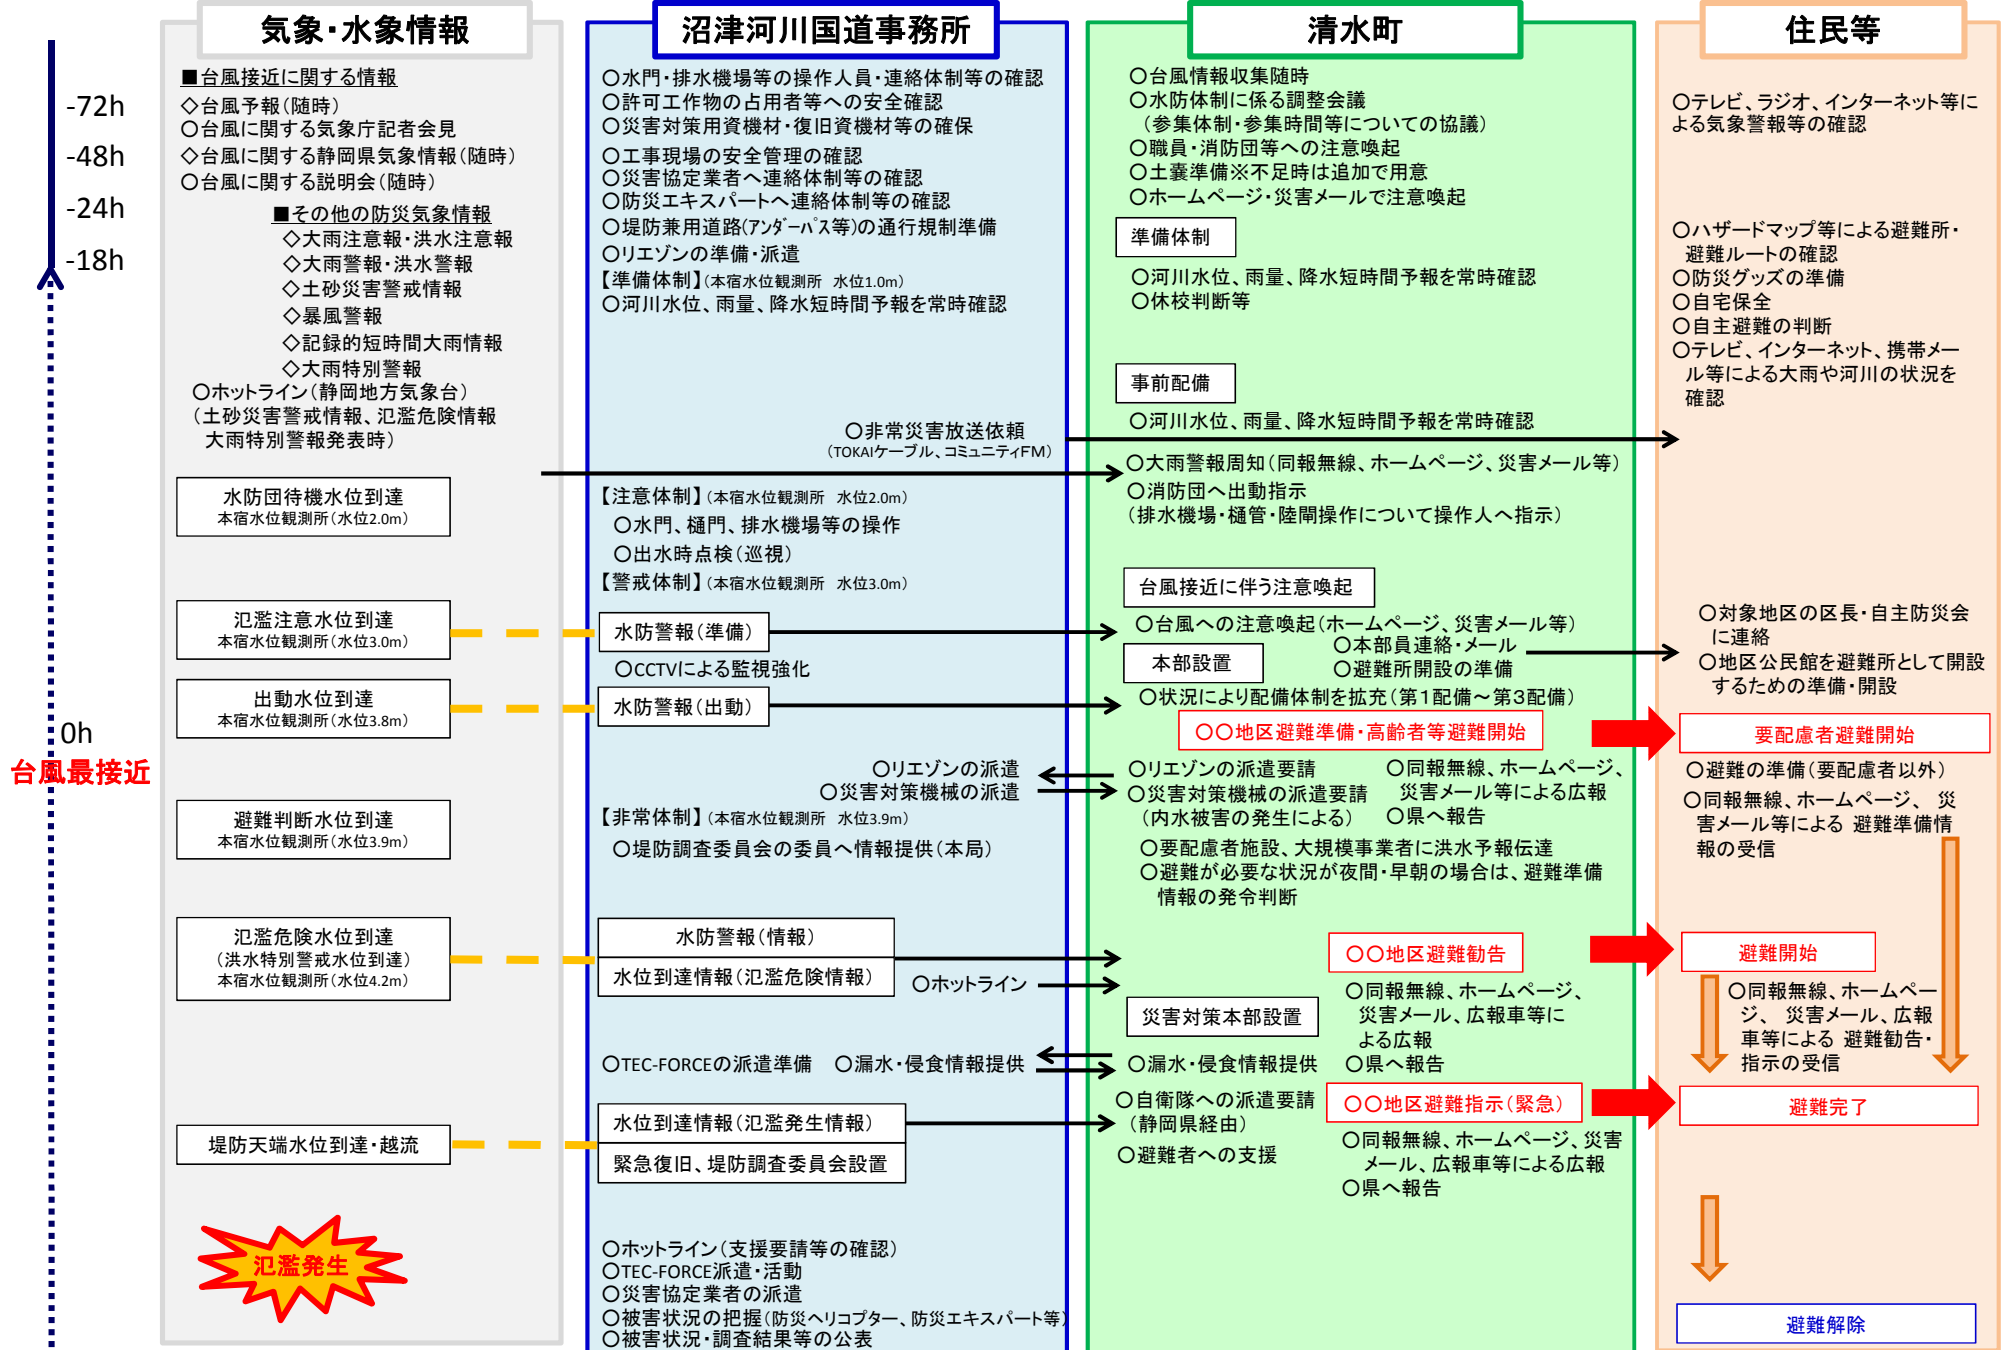 -72h
-48h
-24h
-18h
0h
台風最接近
気象・水象情報
■台風接近に関する情報
◇台風予報（随時）
○台風に関する気象庁記者会見
◇台風に関する静岡県気象情報（随時）
○台風に関する説明会（随時）
■その他の防災気象情報
◇大雨注意報・洪水注意報
◇大雨警報・洪水警報
◇土砂災害警戒情報
◇暴風警報
◇記録的短時間大雨情報
◇大雨特別警報
○ホットライン（静岡地方気象台）
（土砂災害警戒情報、氾濫危険情報
大雨特別警報発表時）
水防団待機水位到達
本宿水位観測所（水位2.0m）
氾濫注意水位到達
本宿水位観測所（水位3.0m）
出動水位到達
本宿水位観測所（水位3.8m）
避難判断水位到達
本宿水位観測所（水位3.9m）
氾濫危険水位到達
（洪水特別警戒水位到達）
本宿水位観測所（水位4.2m）
堤防天端水位到達・越流
氾濫発生
沼津河川国道事務所
○水門・排水機場等の操作人員・連絡体制等の確認
○許可工作物の占用者等への安全確認
○災害対策用資機材・復旧資機材等の確保
○工事現場の安全管理の確認
○災害協定業者へ連絡体制等の確認
○防災エキスパートへ連絡体制等の確認
○堤防兼用道路(ｱﾝﾀﾞｰﾊﾟｽ等)の通行規制準備
○リエゾンの準備・派遣
【準備体制】（本宿水位観測所　水位1.0m）
○河川水位、雨量、降水短時間予報を常時確認
○非常災害放送依頼
（TOKAIケーブル、コミュニティFM）
【注意体制】（本宿水位観測所　水位2.0m）
○水門、樋門、排水機場等の操作
○出水時点検（巡視）
【警戒体制】（本宿水位観測所　水位3.0m）
水防警報（準備）
○CCTVによる監視強化
水防警報（出動）
○リエゾンの派遣
○災害対策機械の派遣
【非常体制】（本宿水位観測所　水位3.9m）
○堤防調査委員会の委員へ情報提供（本局）
水防警報（情報）
水位到達情報（氾濫危険情報）
○ホットライン
○TEC-FORCEの派遣準備　○漏水・侵食情報提供
水位到達情報（氾濫発生情報）
緊急復旧、堤防調査委員会設置
○ホットライン（支援要請等の確認）
○TEC-FORCE派遣・活動
○災害協定業者の派遣
○被害状況の把握（防災ヘリコプター、防災エキスパート等）
○被害状況・調査結果等の公表
清水町
○台風情報収集随時
○水防体制に係る調整会議
（参集体制・参集時間等についての協議）
○職員・消防団等への注意喚起
○土嚢準備※不足時は追加で用意
○ホームページ・災害メールで注意喚起
準備体制
○河川水位、雨量、降水短時間予報を常時確認
○休校判断等
事前配備
○河川水位、雨量、降水短時間予報を常時確認
○大雨警報周知（同報無線、ホームページ、災害メール等）
○消防団へ出動指示
（排水機場・樋管・陸閘操作について操作人へ指示）
台風接近に伴う注意喚起
○台風への注意喚起（ホームページ、災害メール等）
本部設置
○本部員連絡・メール
○避難所開設の準備
○状況により配備体制を拡充（第１配備～第３配備）
○○地区避難準備・高齢者等避難開始
○リエゾンの派遣要請
○災害対策機械の派遣要請
（内水被害の発生による）
○同報無線、ホームページ、
災害メール等による広報
○県へ報告
○要配慮者施設、大規模事業者に洪水予報伝達
○避難が必要な状況が夜間・早朝の場合は、避難準備
情報の発令判断
○○地区避難勧告
○同報無線、ホームページ、
災害メール、広報車等に
よる広報
○県へ報告
災害対策本部設置
○漏水・侵食情報提供
○自衛隊への派遣要請
（静岡県経由）
○避難者への支援
○○地区避難指示（緊急）
○同報無線、ホームページ、災害
メール、広報車等による広報
○県へ報告
住民等
○テレビ、ラジオ、インターネット等に
よる気象警報等の確認
○ハザードマップ等による避難所・
避難ルートの確認
○防災グッズの準備
○自宅保全
○自主避難の判断
○テレビ、インターネット、携帯メー
ル等による大雨や河川の状況を
確認
○対象地区の区長・自主防災会
に連絡
○地区公民館を避難所として開設
するための準備・開設
要配慮者避難開始
○避難の準備（要配慮者以外）
○同報無線、ホームページ、 災
害メール等による 避難準備情
報の受信
避難開始
○同報無線、ホームペー
ジ、 災害メール、広報
車等による 避難勧告・
指示の受信
避難完了
避難解除